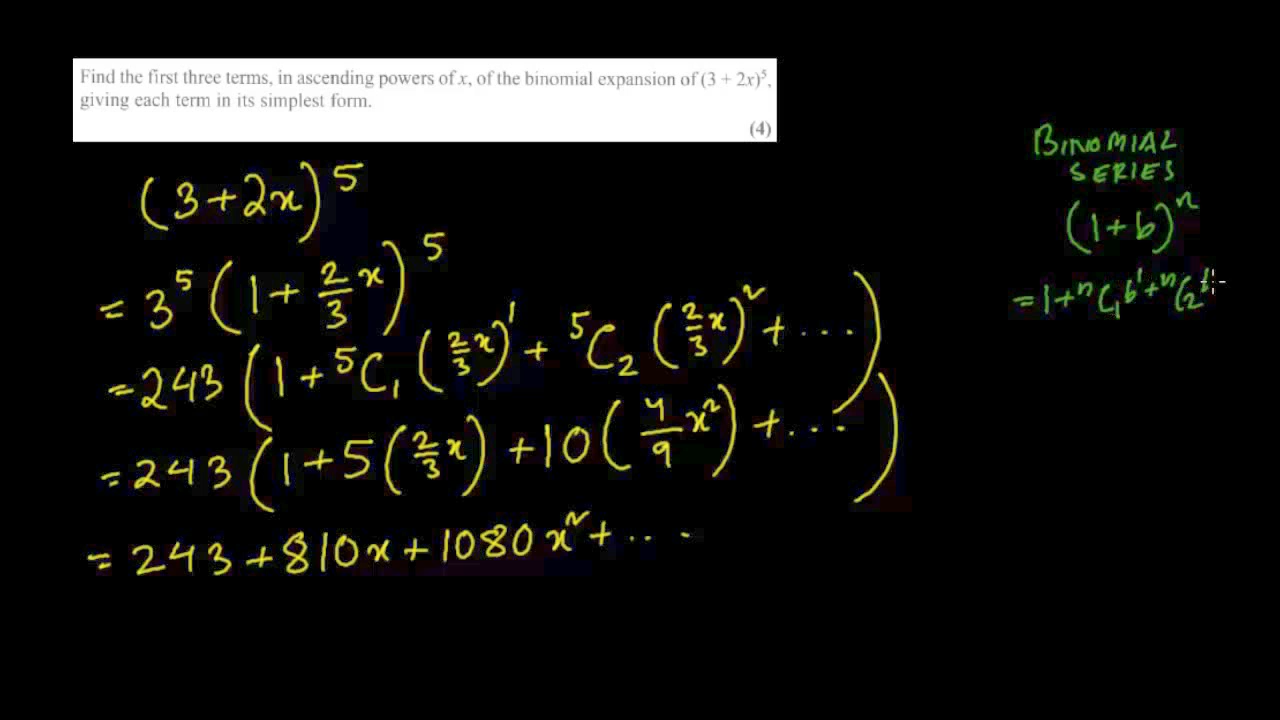 Find the first three terms, in ascending powers of x, of the binomial expansion of (3 + 2x)⁵,
giving each term in its simplest form.
(4)
(3+2x)⁵
= 3⁵ (1 + 2/3 x)⁵
= 243 (1 + ⁵C₁ (2/3 x)¹ + ⁵C₂ (2/3 x)² + ...)
= 243 (1 + 5 (2/3 x) + 10 (4/9 x²) + ...)
= 243 + 810x + 1080x² + ...
BINOMIAL
SERIES
(1+b)ⁿ
= 1 + ⁿC₁b¹ + ⁿC₂